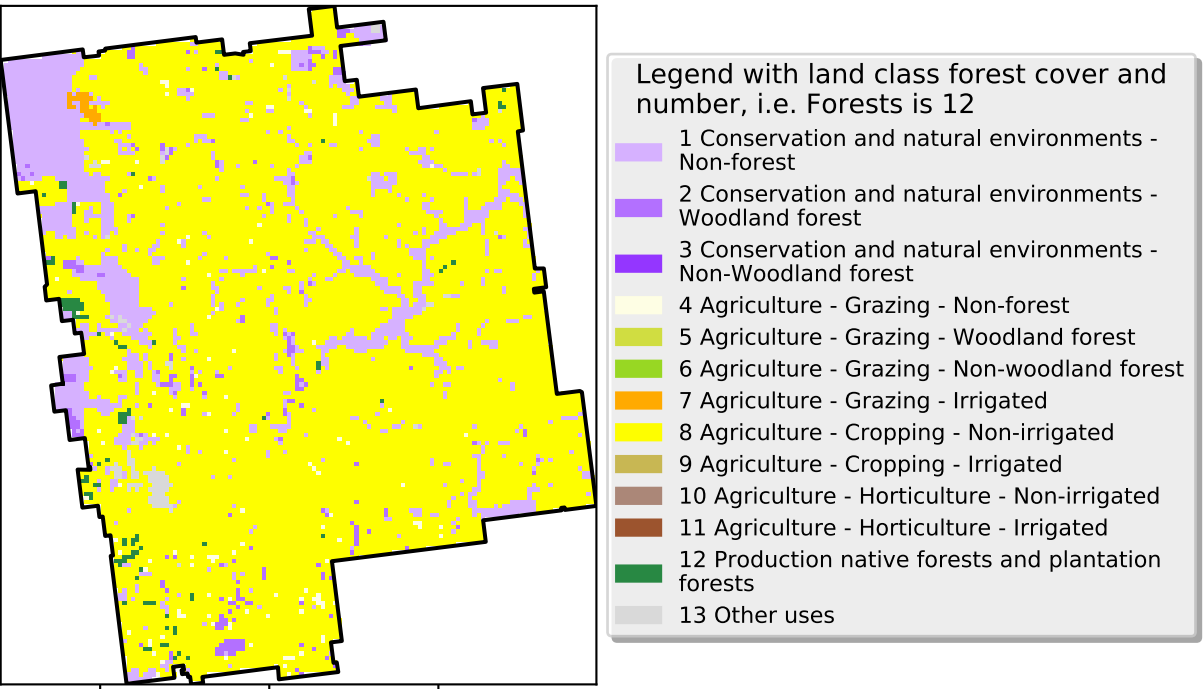 Legend with land class forest cover and
number, i.e. Forests is 12
1 Conservation and natural environments -
Non-forest
2 Conservation and natural environments -
Woodland forest
3 Conservation and natural environments -
Non-Woodland forest
4 Agriculture - Grazing - Non-forest
5 Agriculture - Grazing - Woodland forest
6 Agriculture - Grazing - Non-woodland forest
7 Agriculture - Grazing - Irrigated
8 Agriculture - Cropping - Non-irrigated
9 Agriculture - Cropping - Irrigated
10 Agriculture - Horticulture - Non-irrigated
11 Agriculture - Horticulture - Irrigated
12 Production native forests and plantation
forests
13 Other uses